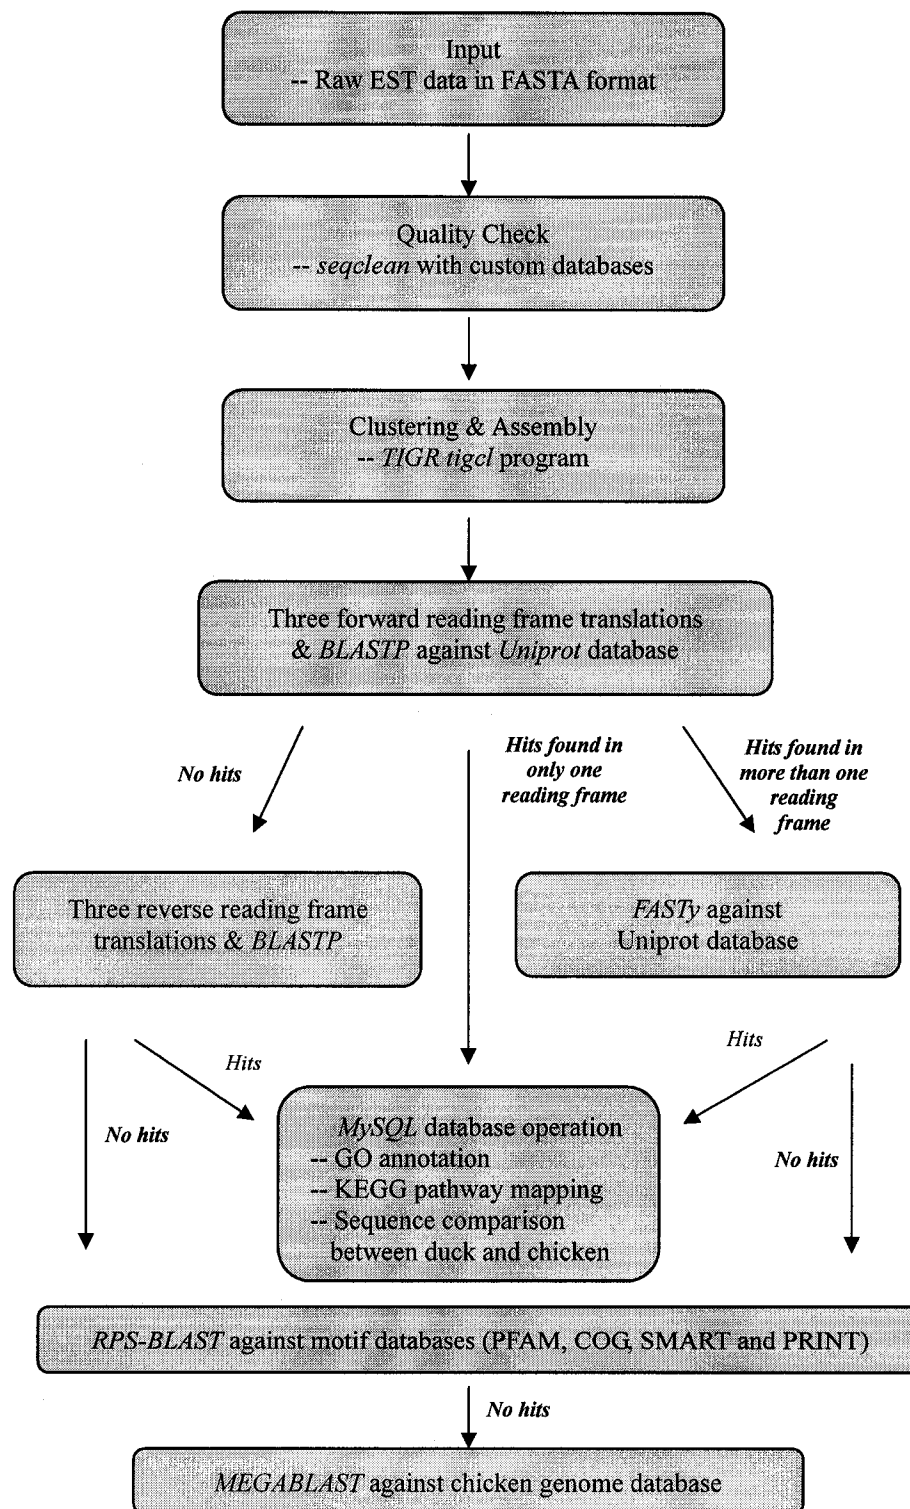 Input
-- Raw EST data in FASTA format
Quality Check
-- seqclean with custom databases
Clustering & Assembly
-- TIGR tigcl program
Three forward reading frame translations
& BLASTP against Uniprot database
No hits
Hits found in
only one
reading frame
Hits found in
more than one
reading
frame
Three reverse reading frame
translations & BLASTP
FASTy against
Uniprot database
Hits
Hits
No hits
No hits
MySQL database operation
-- GO annotation
-- KEGG pathway mapping
-- Sequence comparison
between duck and chicken
RPS-BLAST against motif databases (PFAM, COG, SMART and PRINT)
No hits
MEGABLAST against chicken genome database